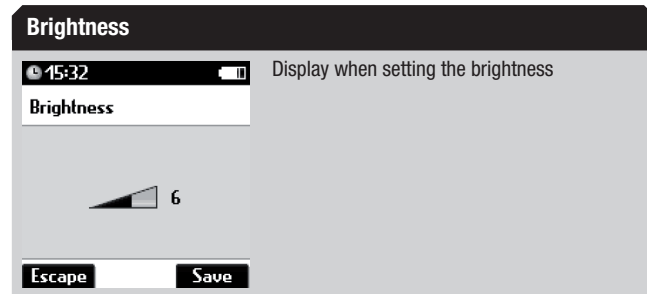 Brightness
15:32
Display when setting the brightness
Brightness
6
Escape Save